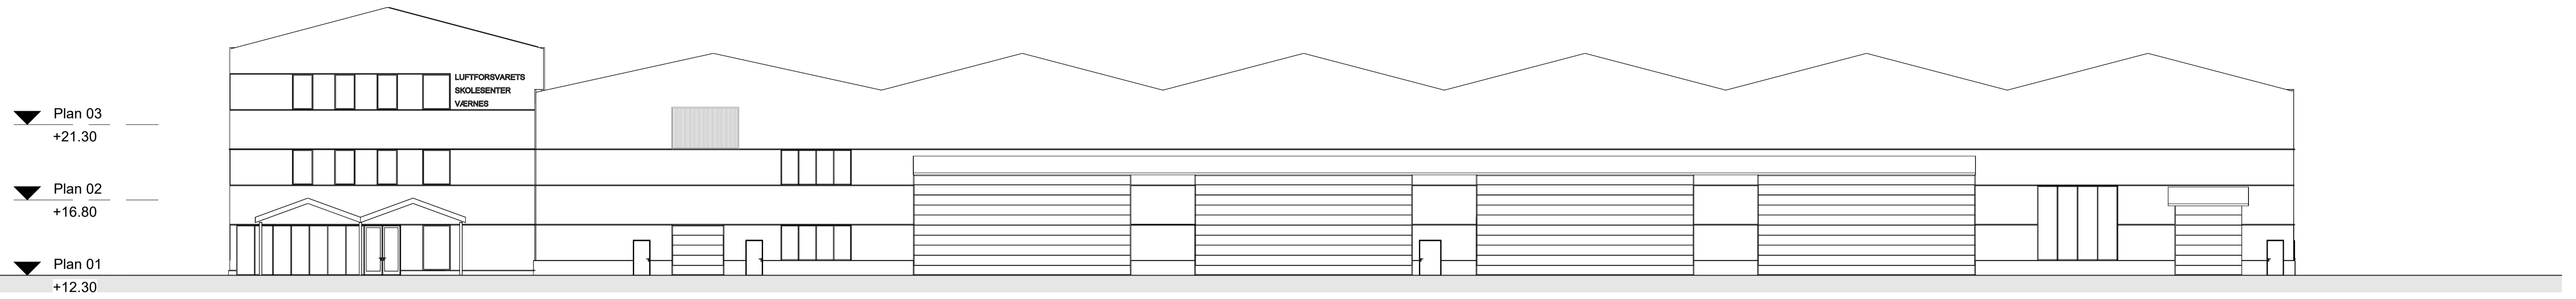 LUFTFORSVARETS
SKOLESENTER
VÆRNES
Plan 03
+21.30
Plan 02
+16.80
Plan 01
+12.30